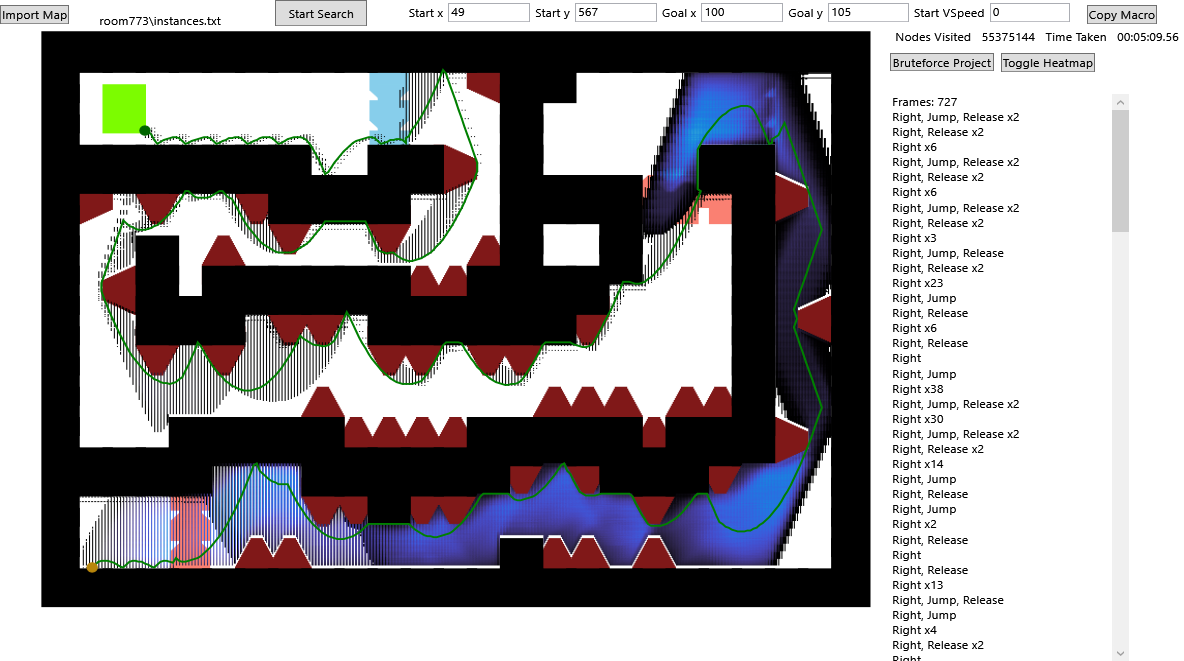 Import Map
room773\instances.txt
Start Search
Start x 49 Start y 567 Goal x 100 Goal y 105 Start VSpeed 0
Copy Macro
Nodes Visited 55375144 Time Taken 00:05:09.56
Bruteforce Project Toggle Heatmap
Frames: 727
Right, Jump, Release x2
Right, Release x2
Right x6
Right, Jump, Release x2
Right, Release x2
Right x6
Right, Jump, Release x2
Right, Release x2
Right x3
Right, Jump, Release
Right, Release x2
Right x23
Right, Jump
Right, Release
Right x6
Right, Release
Right
Right, Jump
Right x38
Right, Jump, Release x2
Right x30
Right, Jump, Release x2
Right, Release x2
Right x14
Right, Jump
Right, Release
Right, Jump
Right x2
Right, Release
Right
Right, Release
Right x13
Right, Jump, Release
Right, Jump
Right x4
Right, Release x2
Right